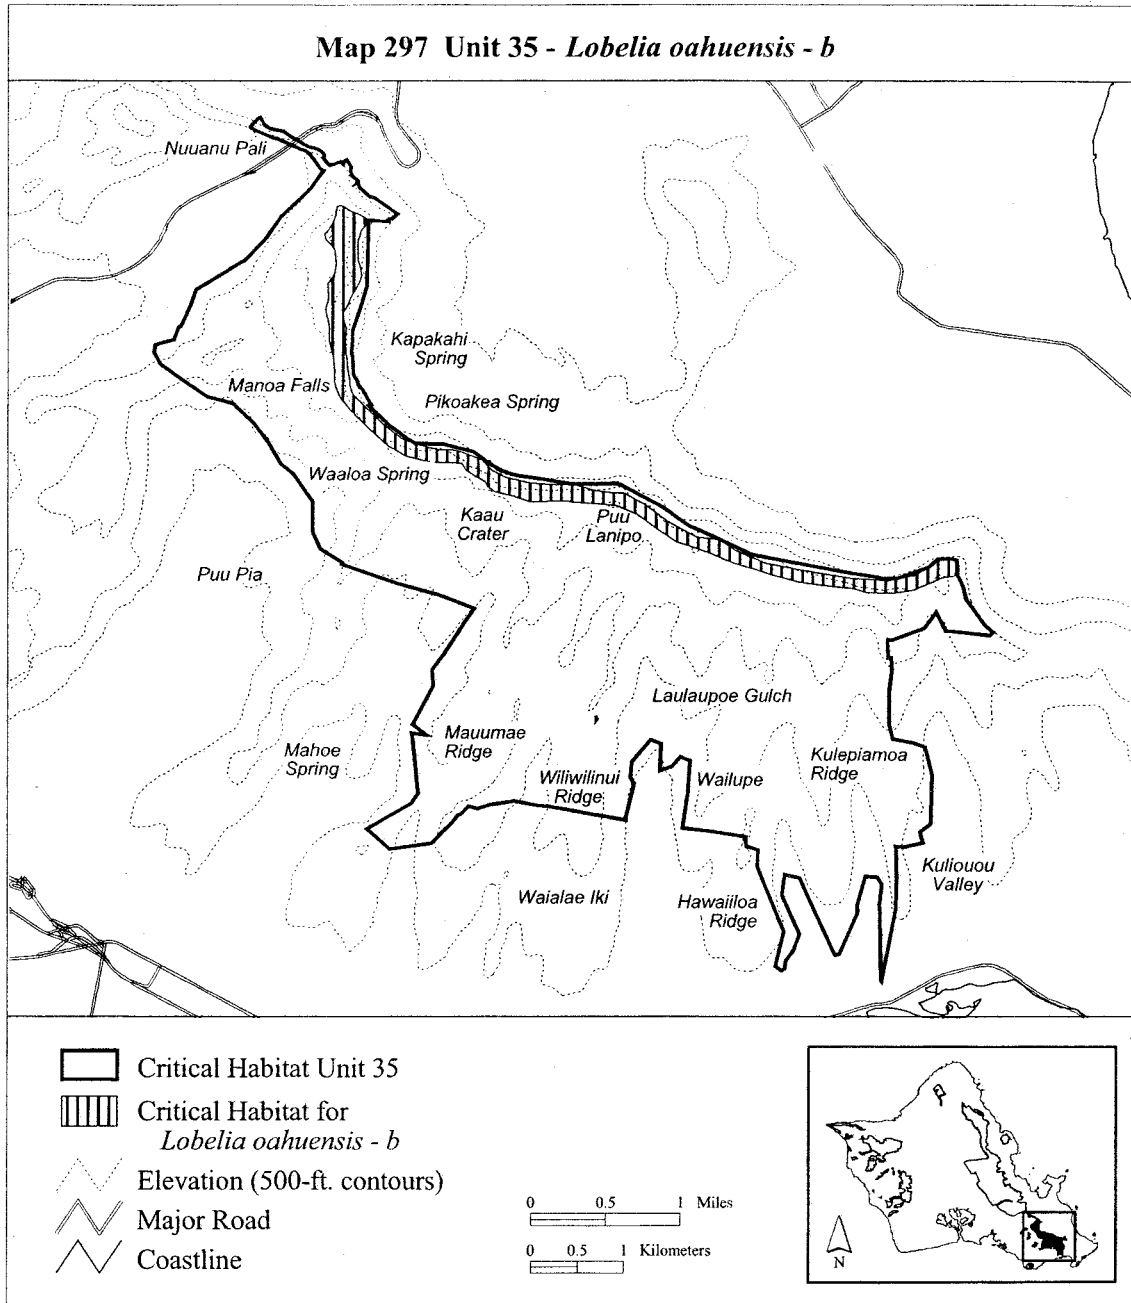 Map 297 Unit 35 - Lobelia oahuensis - b
Nuuanu Pali
Kapakahi
Spring
Manoa Falls
Pikoakea Spring
Waaloa Spring
Kaau
Crater
Puu
Lanipo
Puu Pia
Laulaupoe Gulch
Mauumae
Ridge
Mahoe
Spring
Kulepiamoa
Ridge
Wiliwilinui
Ridge
Wailupe
Kuliouou
Valley
Waialae Iki
Hawaiiloa
Ridge
Critical Habitat Unit 35
Critical Habitat for
Lobelia oahuensis - b
Elevation (500-ft. contours)
Major Road
Coastline
0 0.5 1 Miles
0 0.5 1 Kilometers
N